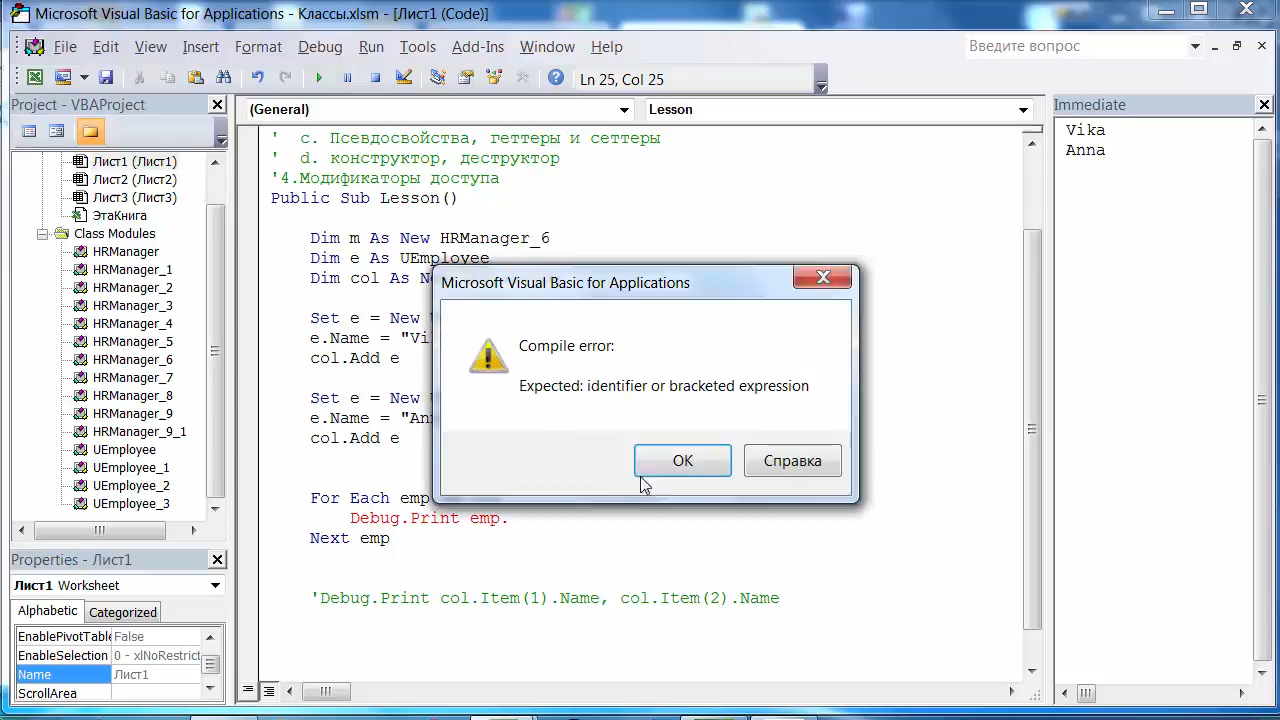 Microsoft Visual Basic for Applications - Классы.xlsm - [Лист1 (Code)]
File Edit View Insert Format Debug Run Tools Add-Ins Window Help
Введите вопрос
Ln 25, Col 25
Project - VBAProject
Лист1 (Лист1)
Лист2 (Лист2)
Лист3 (Лист3)
ЭтаКнига
Class Modules
HRManager
HRManager_1
HRManager_2
HRManager_3
HRManager_4
HRManager_5
HRManager_6
HRManager_7
HRManager_8
HRManager_9
HRManager_9_1
UEmployee
UEmployee_1
UEmployee_2
UEmployee_3
Properties - Лист1
Лист1 Worksheet
Alphabetic Categorized
EnablePivotTable False
EnableSelection 0 - xlNoRestrict
Name Лист1
ScrollArea
(General) Lesson
' c. Псевдосвойства, геттеры и сеттеры
' d. конструктор, деструктор
'4.Модификаторы доступа
Public Sub Lesson()
Dim m As New HRManager_6
Dim e As UEmployee
Dim col As Ne
Set e = New
e.Name = "Vi
col.Add e
Set e = New
e.Name = "An
col.Add e
For Each emp
Debug.Print emp.
Next emp
'Debug.Print col.Item(1).Name, col.Item(2).Name
Microsoft Visual Basic for Applications
Compile error:
Expected: identifier or bracketed expression
OK Справка
Immediate
Vika
Anna